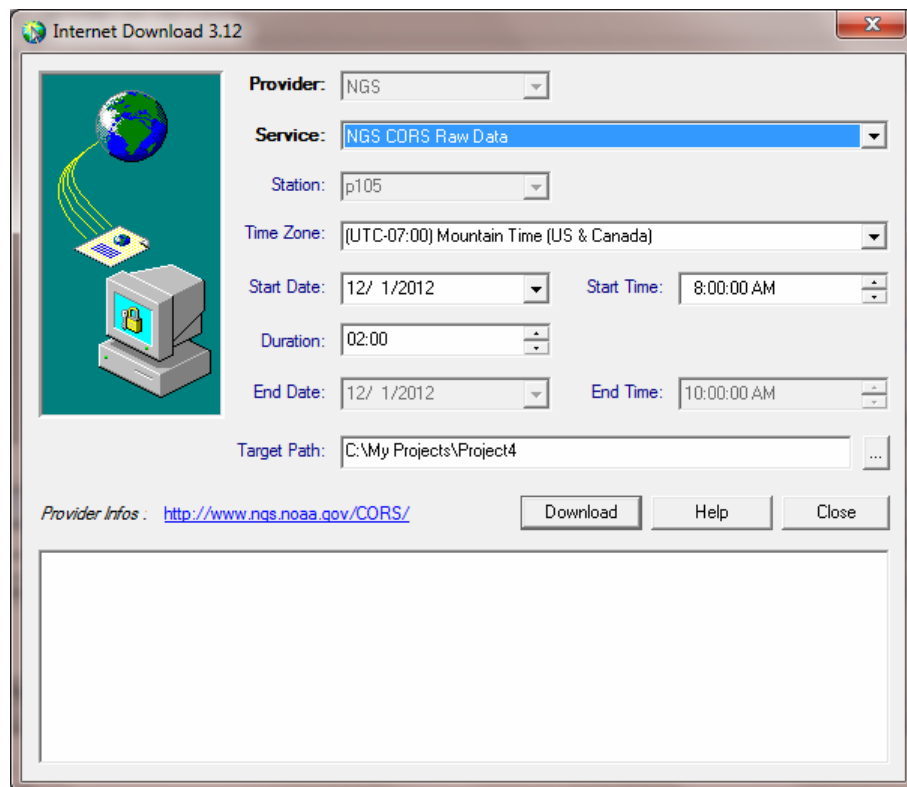 Internet Download 3.12
Provider: NGS
Service: NGS CORS Raw Data
Station: p105
Time Zone: (UTC-07:00) Mountain Time (US & Canada)
Start Date: 12/ 1/2012 Start Time: 8:00:00 AM
Duration: 02:00
End Date: 12/ 1/2012 End Time: 10:00:00 AM
Target Path: C:\My Projects\Project4 ...
Provider Infos : http://www.ngs.noaa.gov/CORS/ Download Help Close